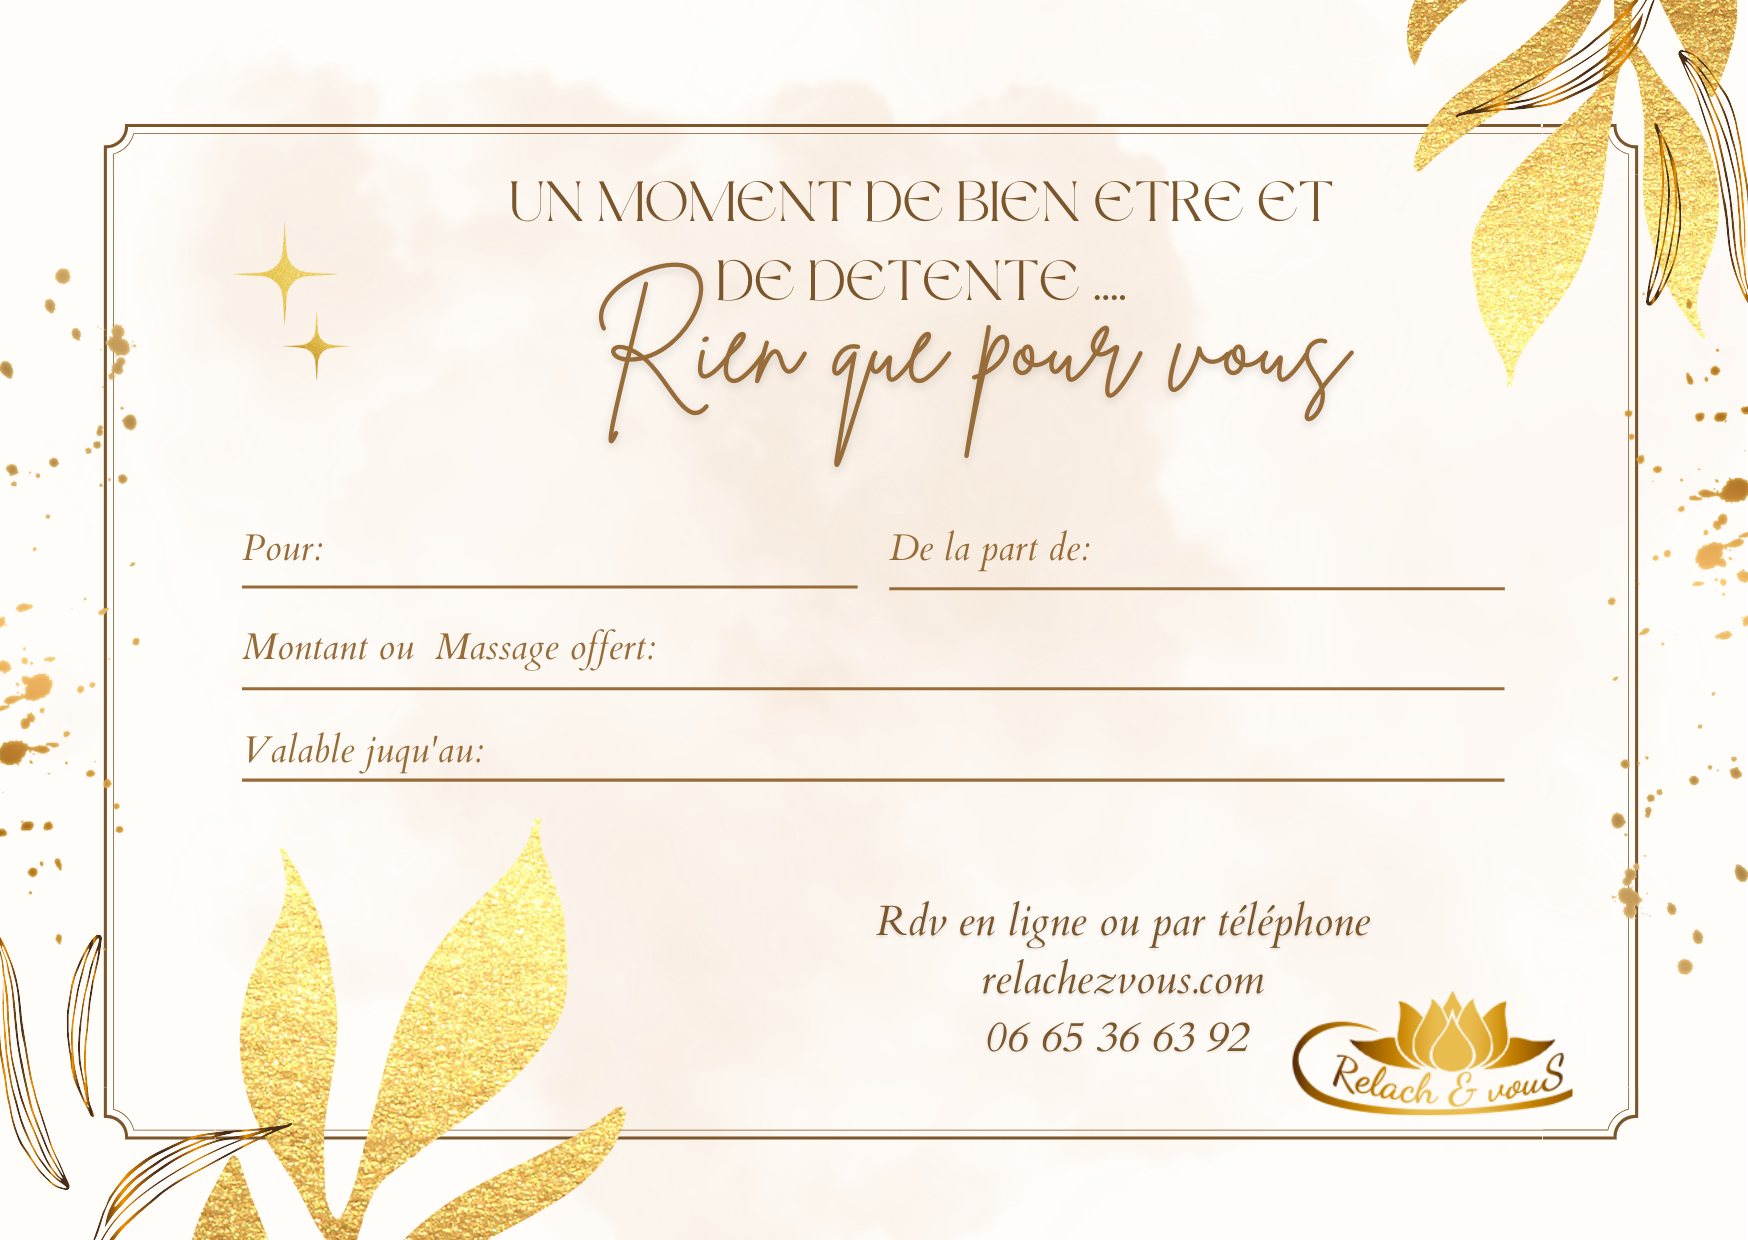 UN MOMENT DE BIEN ETRE ET
DE DETENTE ....
Rien que pour vous
Pour:
De la part de:
Montant ou  Massage offert:
Valable juqu'au:
Rdv en ligne ou par téléphone
relachezvous.com
06 65 36 63 92
Relach & vouS